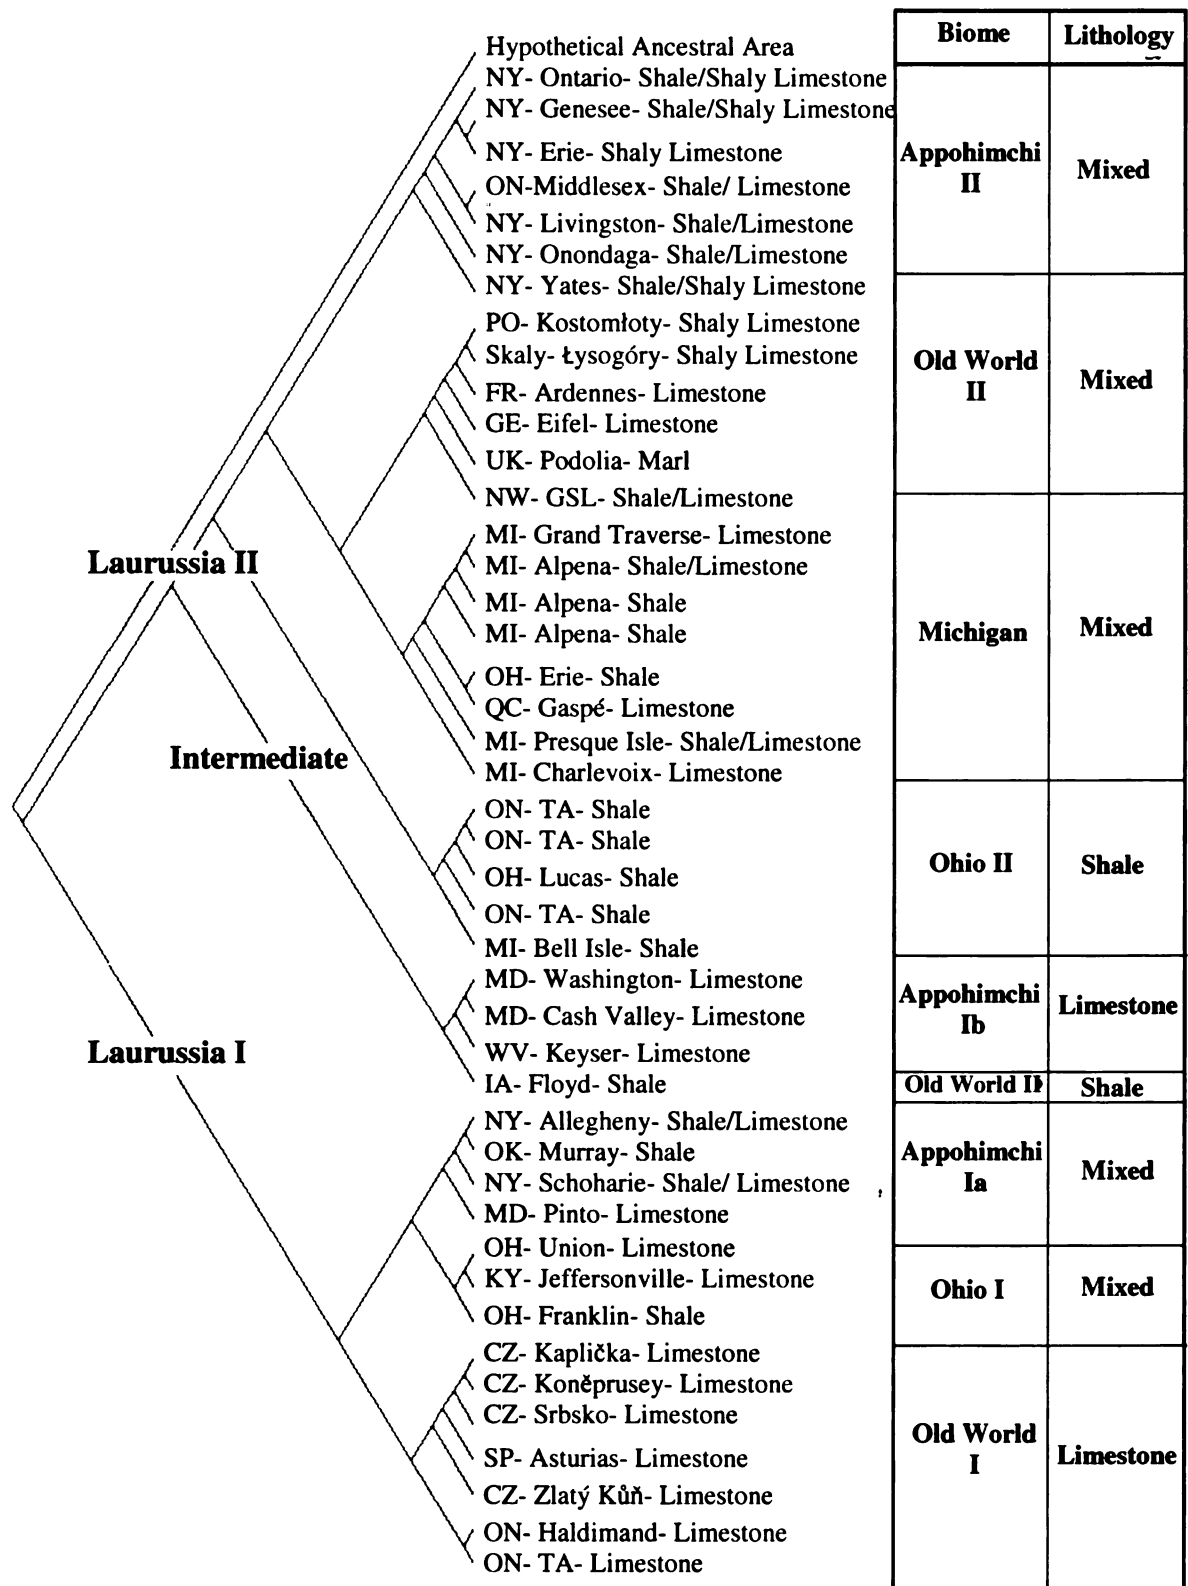 Hypothetical Ancestral Area
NY- Ontario- Shale/Shaly Limestone
NY- Genesee- Shale/Shaly Limestone
NY- Erie- Shaly Limestone
ON-Middlesex- Shale/ Limestone
NY- Livingston- Shale/Limestone
NY- Onondaga- Shale/Limestone
NY- Yates- Shale/Shaly Limestone
PO- Kostomłoty- Shaly Limestone
Skaly- Łysogóry- Shaly Limestone
FR- Ardennes- Limestone
GE- Eifel- Limestone
UK- Podolia- Marl
NW- GSL- Shale/Limestone
MI- Grand Traverse- Limestone
MI- Alpena- Shale/Limestone
MI- Alpena- Shale
MI- Alpena- Shale
OH- Erie- Shale
QC- Gaspé- Limestone
MI- Presque Isle- Shale/Limestone
MI- Charlevoix- Limestone
ON- TA- Shale
ON- TA- Shale
OH- Lucas- Shale
ON- TA- Shale
MI- Bell Isle- Shale
MD- Washington- Limestone
MD- Cash Valley- Limestone
WV- Keyser- Limestone
IA- Floyd- Shale
NY- Allegheny- Shale/Limestone
OK- Murray- Shale
NY- Schoharie- Shale/ Limestone
MD- Pinto- Limestone
OH- Union- Limestone
KY- Jeffersonville- Limestone
OH- Franklin- Shale
CZ- Kaplička- Limestone
CZ- Koněprusey- Limestone
CZ- Srbsko- Limestone
SP- Asturias- Limestone
CZ- Zlatý Kůň- Limestone
ON- Haldimand- Limestone
ON- TA- Limestone
Laurussia II
Intermediate
Laurussia I
Biome Lithology
Appohimchi
II
Mixed
Old World
II
Mixed
Michigan
Mixed
Ohio II
Shale
Appohimchi
Ib
Limestone
Old World II
Shale
Appohimchi
Ia
Mixed
Ohio I
Mixed
Old World
I
Limestone